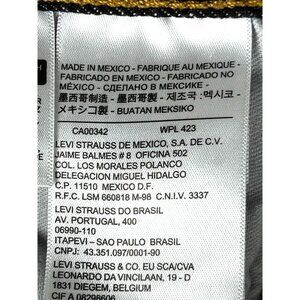 MADE IN MEXICO - FABRIQUE AU MEXIQUE -
FABRICADO EN MEXICO - FABRICADO NO
MEXICO - СДЕЛАНО В МЕКСИКЕ -
墨西哥制造 - 墨西哥製 - 제조국 :멕시코 -
メキシコ製 - BUATAN MEKSIKO
CA00342 WPL 423
LEVI STRAUSS DE MEXICO, S.A. DE C.V.
JAIME BALMES # 8 OFICINA 502
COL. LOS MORALES POLANCO
DELEGACION MIGUEL HIDALGO
C.P. 11510 MEXICO D.F.
R.F.C. LSM 660818 M-98 C.N.I.V. 3337
LEVI STRAUSS DO BRASIL
AV. PORTUGAL, 400
06990-110
ITAPEVI - SAO PAULO BRASIL
CNPJ: 43.351.097/0001-90
LEVI STRAUSS & CO. EU SCA/CVA
LEONARDO DA VINCILAAN, 19 - D
1831 DIEGEM, BELGIUM
CIF A 08298606